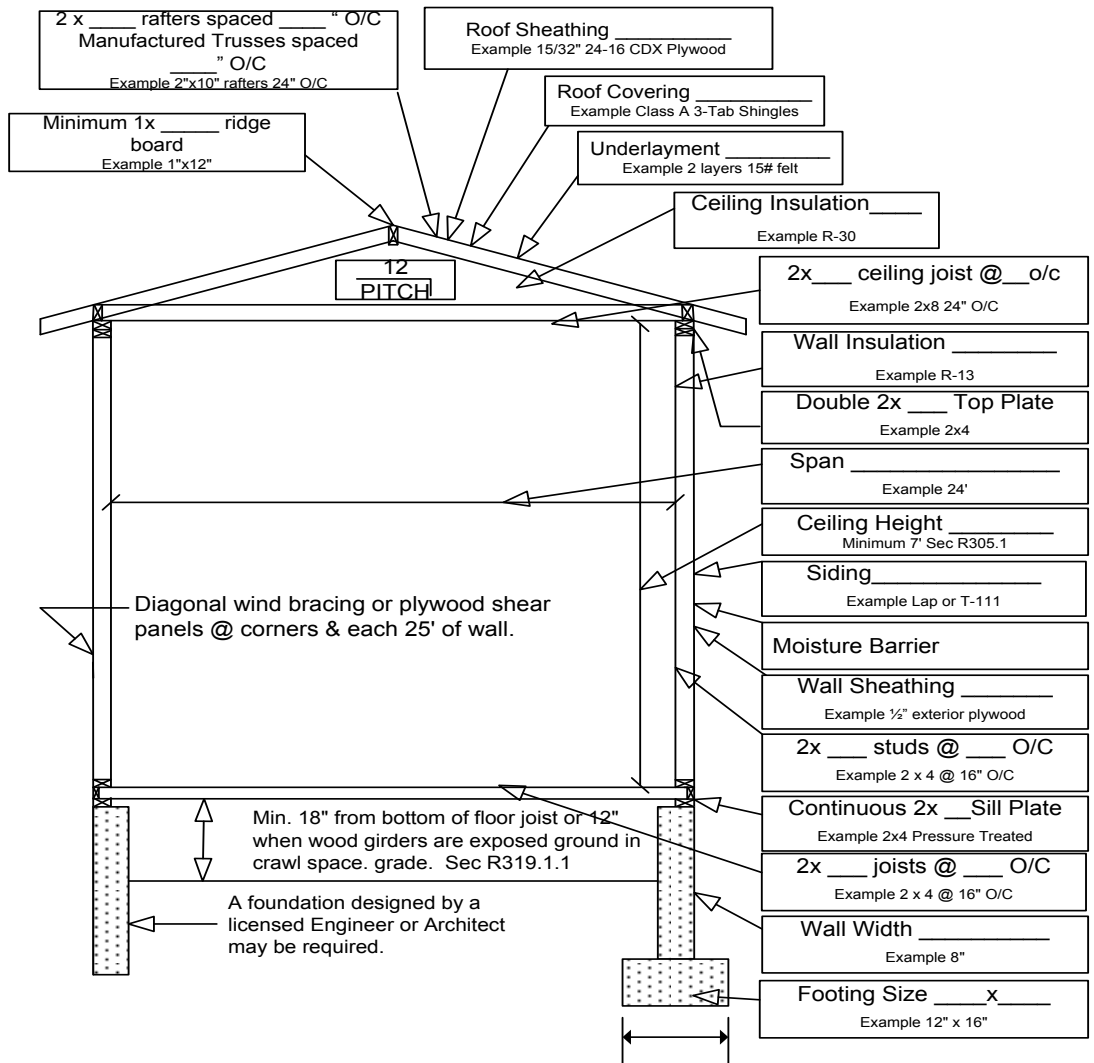 2 x ____ rafters spaced ____ “ O/C
Manufactured Trusses spaced
____” O/C
Example 2"x10" rafters 24" O/C
Minimum 1x _____ ridge
board
Example 1"x12"
Roof Sheathing __________
Example 15/32" 24-16 CDX Plywood
Roof Covering __________
Example Class A 3-Tab Shingles
Underlayment _________
Example 2 layers 15# felt
Ceiling Insulation____
Example R-30
12
PITCH
2x___ ceiling joist @__o/c
Example 2x8 24" O/C
Wall Insulation ________
Example R-13
Double 2x ___ Top Plate
Example 2x4
Span ________________
Example 24'
Ceiling Height ________
Minimum 7' Sec R305.1
Siding_____________
Example Lap or T-111
Moisture Barrier
Wall Sheathing _______
Example ½” exterior plywood
2x ___ studs @ ___ O/C
Example 2 x 4 @ 16" O/C
Continuous 2x __Sill Plate
Example 2x4 Pressure Treated
2x ___ joists @ ___ O/C
Example 2 x 4 @ 16" O/C
Wall Width __________
Example 8"
Footing Size ____x____
Example 12" x 16"
Diagonal wind bracing or plywood shear
panels @ corners & each 25' of wall.
Min. 18" from bottom of floor joist or 12"
when wood girders are exposed ground in
crawl space. grade. Sec R319.1.1
A foundation designed by a
licensed Engineer or Architect
may be required.